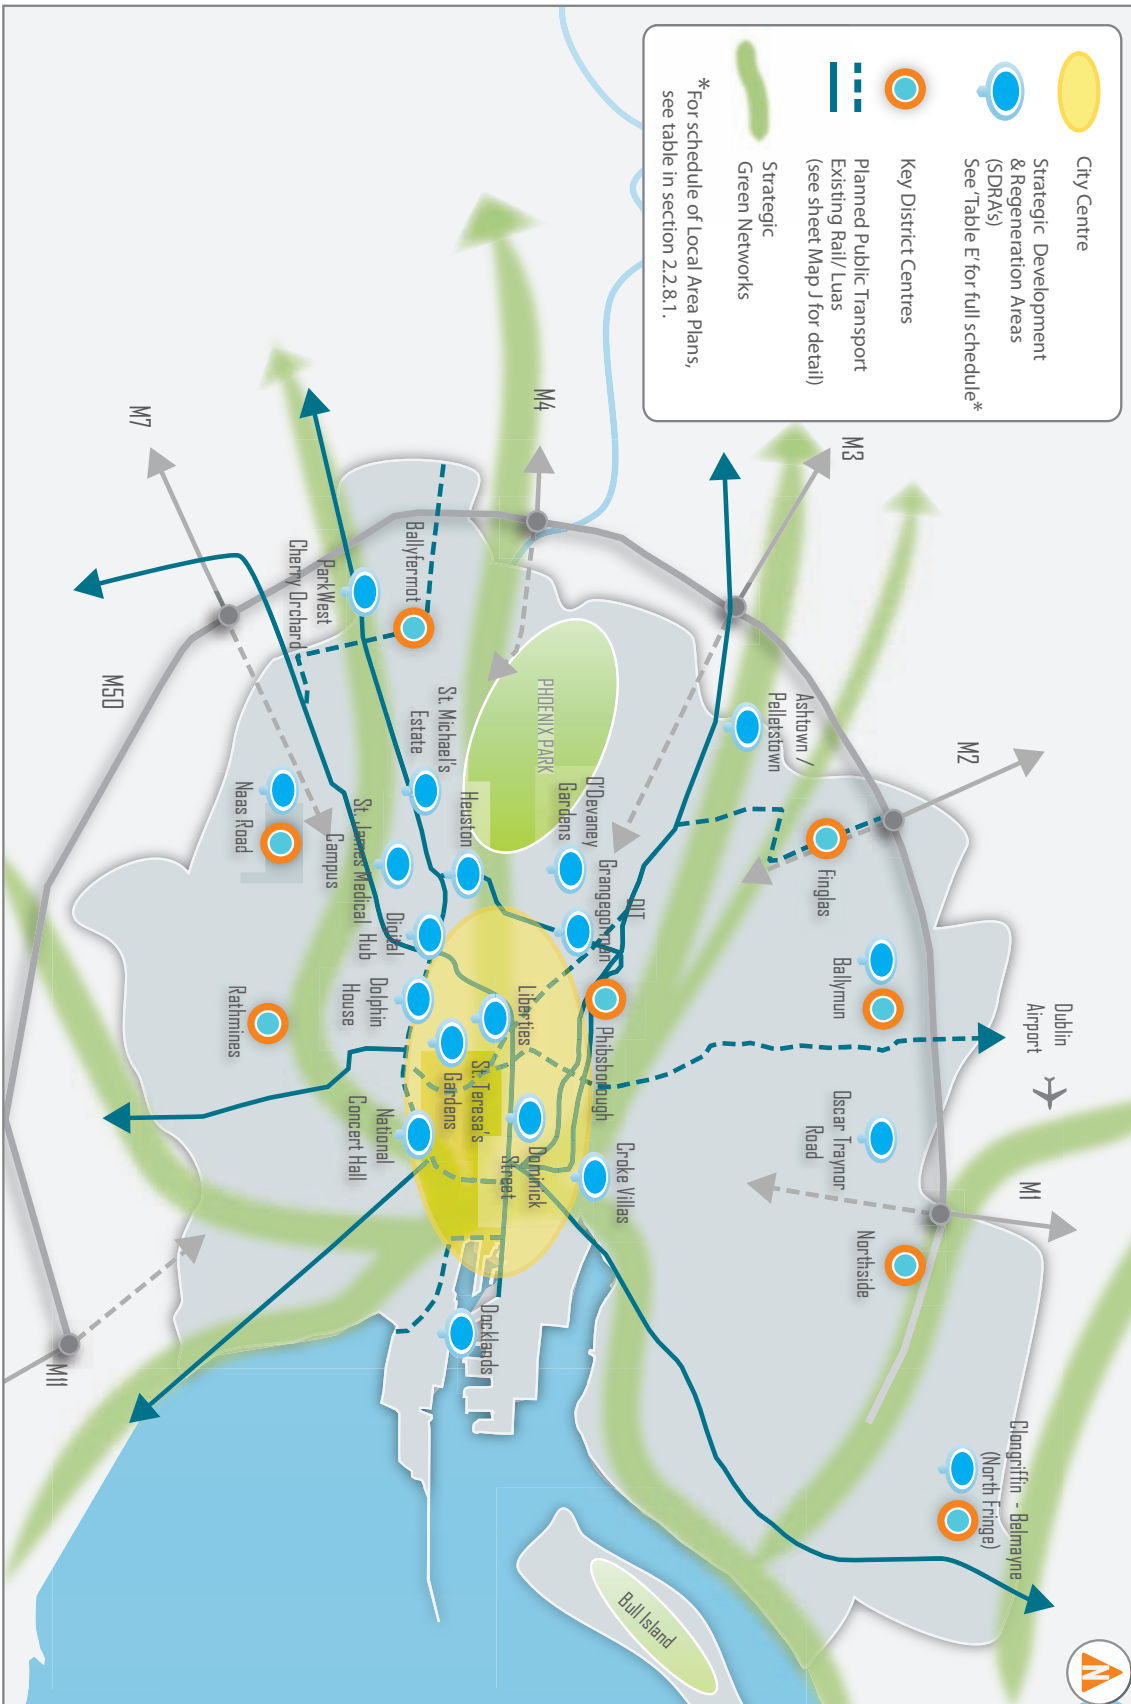 City Centre
Strategic Development
& Regeneration Areas
(SDRA's)
See 'Table E' for full schedule*
Key District Centres
Planned Public Transport
Existing Rail/ Luas
(see sheet Map J for detail)
Strategic
Green Networks
*For schedule of Local Area Plans,
see table in section 2.2.8.1.
M7
M4
M3
M2
M50
M1
M11
Dublin
Airport
Ballyfermot
ParkWest
Cherry Orchard
PHOENIX PARK
Ashtown /
Pelletstown
Finglas
Ballymun
Oscar Traynor
Road
Northside
Clongriffin - Belmayne
(North Fringe)
St. Michael's
Estate
Heuston
O'Devaney
Gardens
DIT
Grangegorman
Naas Road
St. James Medical
Campus
Digital
Hub
Dolphin
House
Rathmines
Liberties
Phibsborough
St. Teresa's
Gardens
National
Concert Hall
Dominick
Street
Croke Villas
Docklands
Bull Island
N